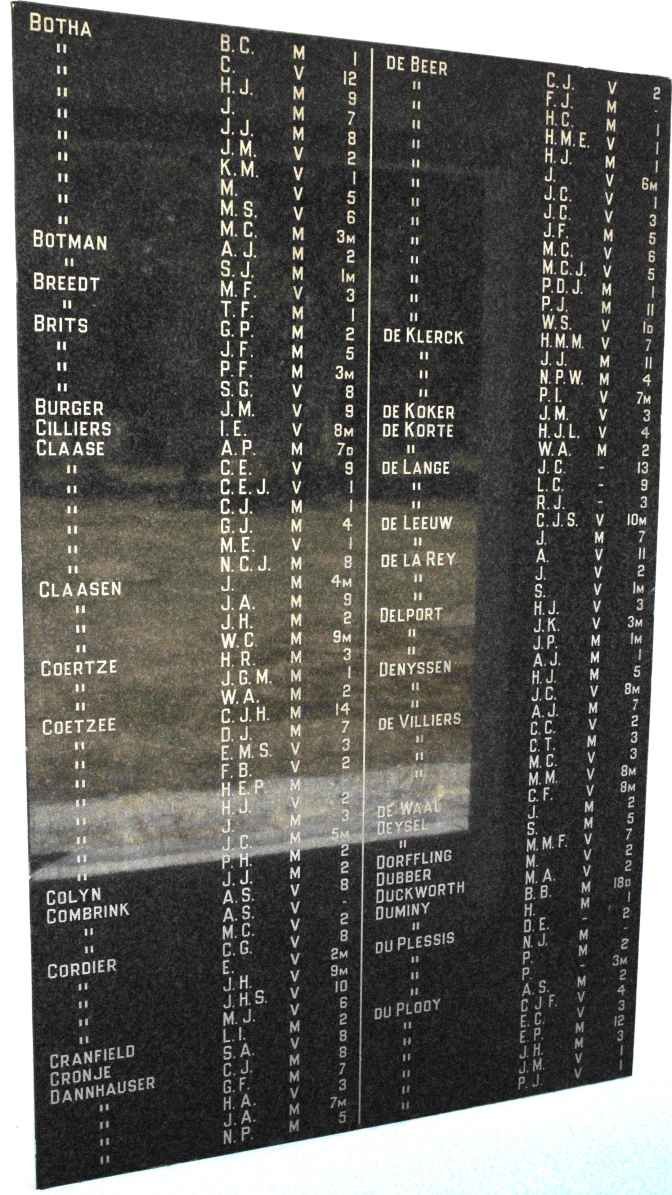 BOTHA B.C. M 1
" C. V 12
" H.J. M 9
" J. M 7
" J.J. M 8
" J.M. V 2
" K.M. V 1
" M. V 5
" M.S. V 6
" M.C. M 3M
BOTMAN A.J. M 2
" S.J. M 1M
BREEDT M.F. V 3
" T.F. M 1
BRITS G.P. M 2
" J.F. M 5
" P.F. M 3M
" S.G. V 8
BURGER J.M. V 9
CILLIERS I.E. V 8M
CLAASE A.P. M 7D
" C.E. V 9
" C.E.J. V 1
" C.J. M 1
" G.J. M 4
" M.E. V 1
" N.C.J. M 8
CLAASEN J. M 4M
" J.A. M 9
" J.H. M 2
" W.C. M 9M
COERTZE H.R. M 3
" J.G.M. M 1
" W.A. M 2
COETZEE C.J.H. M 14
" D.J. M 7
" E.M.S. V 3
" F.B. V 2
" H.E.P. M
" H.J. M 2
" J. M 3
" J.C. M 5M
" P.H. M 2
" J.J. M 2
COLYN A.S. V 8
COMBRINK A.S. V -
" M.C. V 2
" C.G. V 8
CORDIER E. V 2M
" J.H. M 9M
" J.H.S. V 10
" M.J. V 6
" L.I. V 2
CRANFIELD S.A. V 8
CRONJE C.J. M 8
DANNHAUSER G.F. M 7
" H.A. M 3
" J.A. M 7M
" N.P. M 5
DE BEER C.J. V 2
" F.J. M -
" H.C. M 1
" H.M.E. V 1
" H.J. M 1
" J. V 6M
" J.C. V 1
" J.C. V 3
" J.F. M 5
" M.C. V 6
" M.C.J. V 5
" P.D.J. M 1
" P.J. M 11
" W.S. V 1D
DE KLERCK H.M.M. V 7
" J.J. M 11
" N.P.W. M 4
" P.I. V 7M
DE KOKER J.M. V 3
DE KORTE H.J.L. V 4
" W.A. M 2
DE LANGE J.C. - 13
" L.C. - 9
" R.J. - 3
DE LEEUW C.J.S. V 10M
" J. M 7
DE LA REY A. V 11
" J. V 2
" S. V 1M
DELPORT H.J. V 3
" J.K. V 3M
" J.P. M 1M
DENYSSEN A.J. M 1
" H.J. M 5
" J.C. V 8M
DE VILLIERS A.J. M 7
" C.C. V 2
" C.T. M 3
" M.C. V 3
" M.M. V 8M
DE WAAL C.F. V 8M
DEYSEL J. M 2
" S. M 5
DORFFLING M.M.F. V 7
DUBBER M. V 2
DUCKWORTH M.A. V 2
DUMINY B.B. M 18D
" H. - 1
DU PLESSIS D.E. - 2
" N.J. M -
" P. - 2
" P. M 3M
DU PLOOY A.S. M 2
" C.J.F. V 4
" E.C. V 3
" E.P. M 12
" J.H. M 3
" J.M. V 1
" P.J. V 1